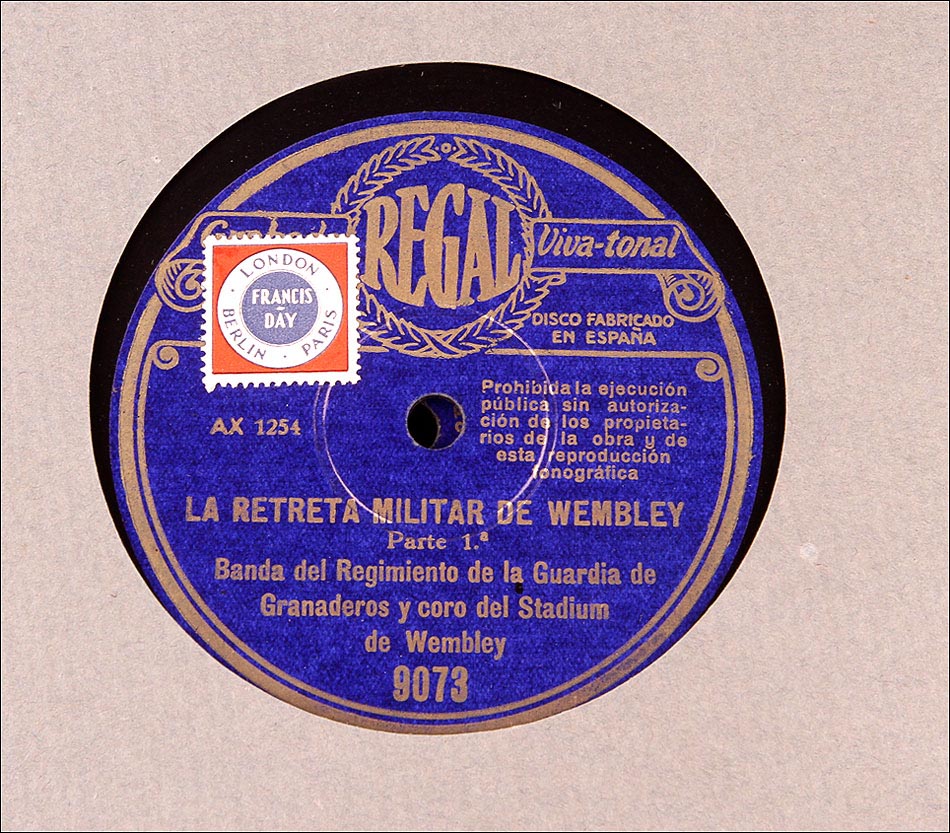 REGAL
Viva-tonal
DISCO FABRICADO
EN ESPAÑA
LONDON
FRANCIS-
DAY
BERLIN · PARIS
AX 1254
Prohibida la ejecución
pública sin autoriza-
ción de los propieta-
rios de la obra y de
esta reproducción
fonográfica
LA RETRETA MILITAR DE WEMBLEY
Parte 1.ª
Banda del Regimiento de la Guardia de
Granaderos y coro del Stadium
de Wembley
9073